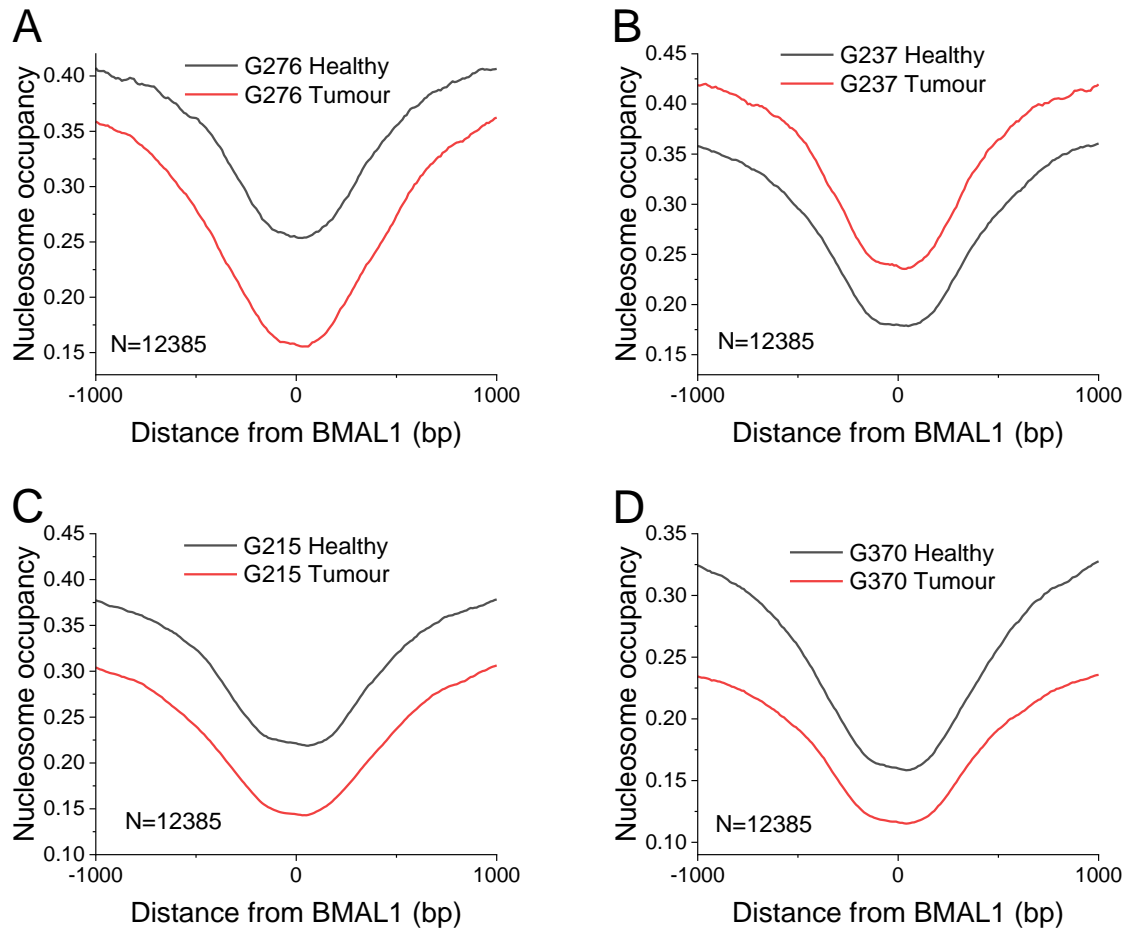 A
G276 Healthy
G276 Tumour
0.40
0.35
0.30
0.25
0.20
0.15
Nucleosome occupancy
N=12385
-1000
0
1000
Distance from BMAL1 (bp)
B
G237 Healthy
G237 Tumour
0.45
0.40
0.35
0.30
0.25
0.20
0.15
Nucleosome occupancy
N=12385
-1000
0
1000
Distance from BMAL1 (bp)
C
G215 Healthy
G215 Tumour
0.45
0.40
0.35
0.30
0.25
0.20
0.15
0.10
Nucleosome occupancy
N=12385
-1000
0
1000
Distance from BMAL1 (bp)
D
G370 Healthy
G370 Tumour
0.35
0.30
0.25
0.20
0.15
0.10
Nucleosome occupancy
N=12385
-1000
0
1000
Distance from BMAL1 (bp)